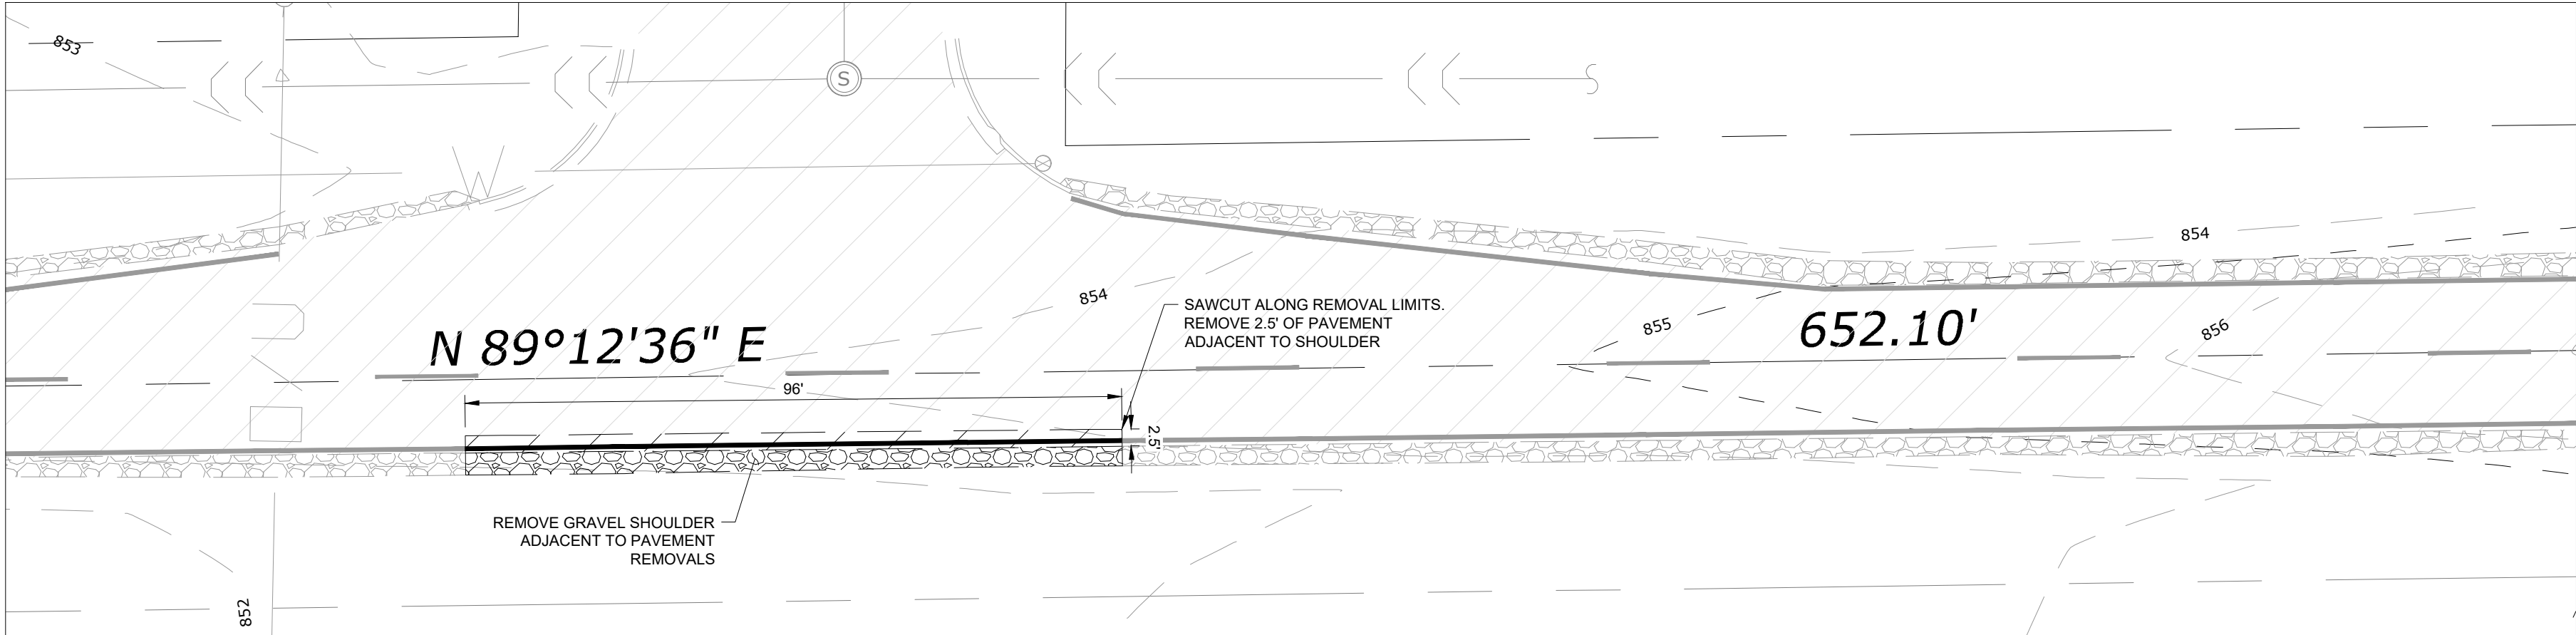 853
S
854
854
SAWCUT ALONG REMOVAL LIMITS.
REMOVE 2.5' OF PAVEMENT
ADJACENT TO SHOULDER
855
856
N 89°12'36" E
652.10'
96'
2.5'
REMOVE GRAVEL SHOULDER
ADJACENT TO PAVEMENT
REMOVALS
852